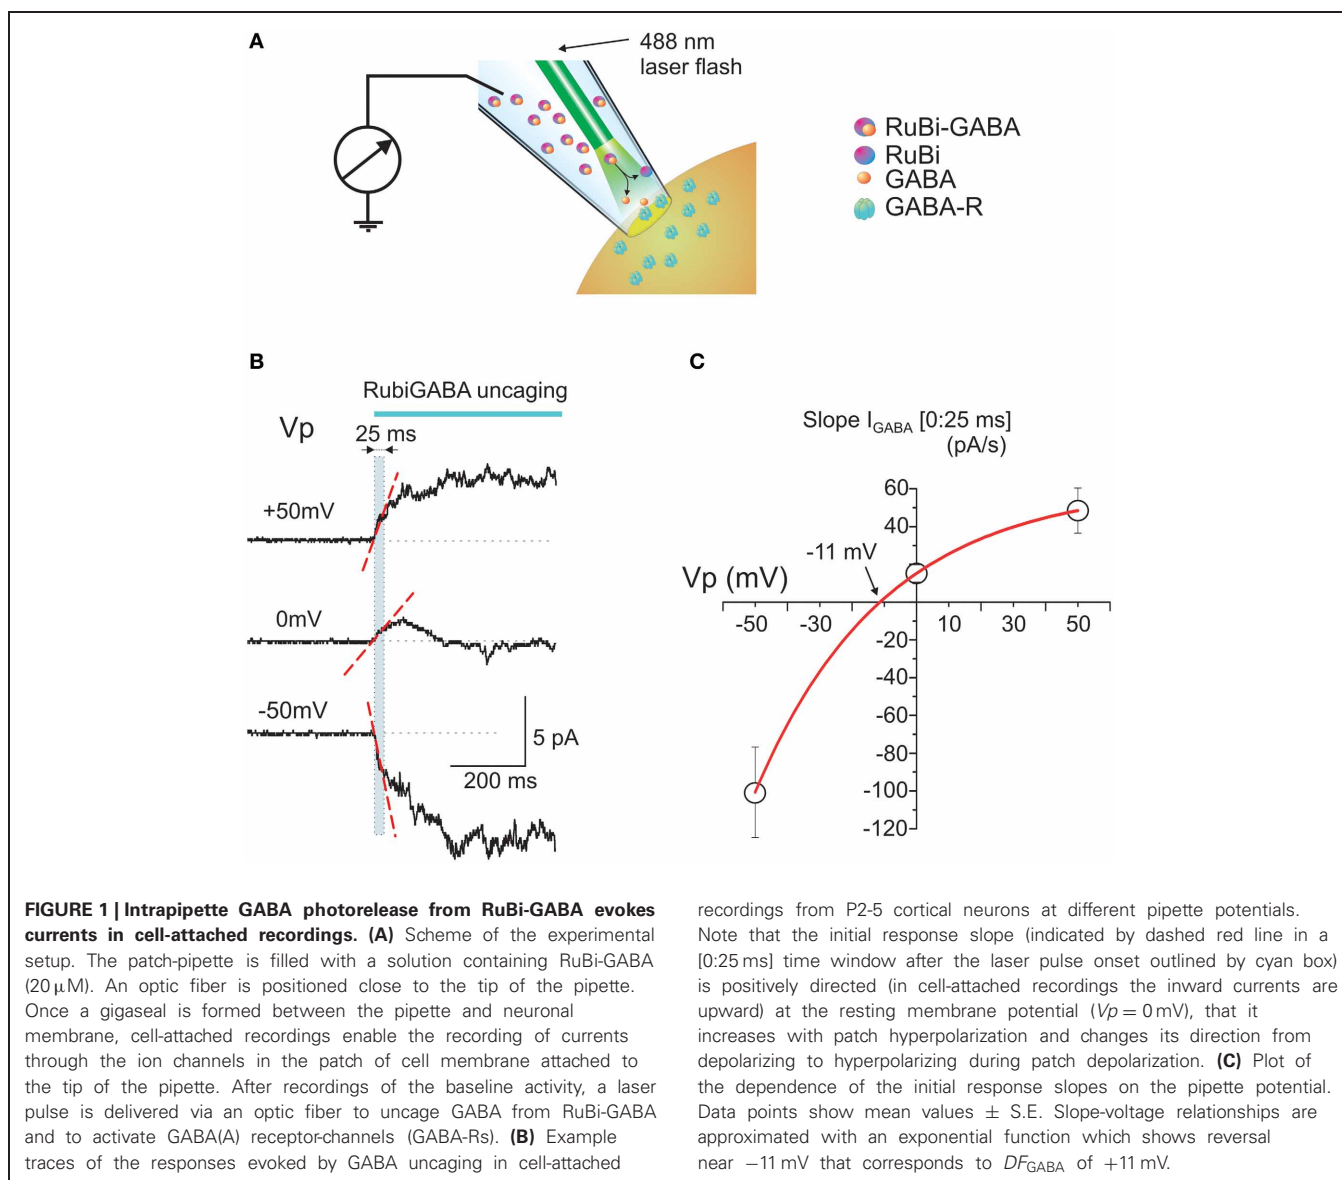 A
488 nm
laser flash
RuBi-GABA
RuBi
GABA
GABA-R
B
RubiGABA uncaging
Vp
25 ms
+50mV
0mV
-50mV
5 pA
200 ms
C
Slope I_GABA [0:25 ms]
(pA/s)
60
40
-11 mV
Vp (mV)
-50
-30
10
30
50
-20
-40
-60
-80
-100
-120
FIGURE 1 | Intrapipette GABA photorelease from RuBi-GABA evokes
currents in cell-attached recordings. (A) Scheme of the experimental
setup. The patch-pipette is filled with a solution containing RuBi-GABA
(20 μM). An optic fiber is positioned close to the tip of the pipette.
Once a gigaseal is formed between the pipette and neuronal
membrane, cell-attached recordings enable the recording of currents
through the ion channels in the patch of cell membrane attached to
the tip of the pipette. After recordings of the baseline activity, a laser
pulse is delivered via an optic fiber to uncage GABA from RuBi-GABA
and to activate GABA(A) receptor-channels (GABA-Rs). (B) Example
traces of the responses evoked by GABA uncaging in cell-attached
recordings from P2-5 cortical neurons at different pipette potentials.
Note that the initial response slope (indicated by dashed red line in a
[0:25 ms] time window after the laser pulse onset outlined by cyan box)
is positively directed (in cell-attached recordings the inward currents are
upward) at the resting membrane potential (Vp = 0 mV), that it
increases with patch hyperpolarization and changes its direction from
depolarizing to hyperpolarizing during patch depolarization. (C) Plot of
the dependence of the initial response slopes on the pipette potential.
Data points show mean values ± S.E. Slope-voltage relationships are
approximated with an exponential function which shows reversal
near −11 mV that corresponds to DF_GABA of +11 mV.